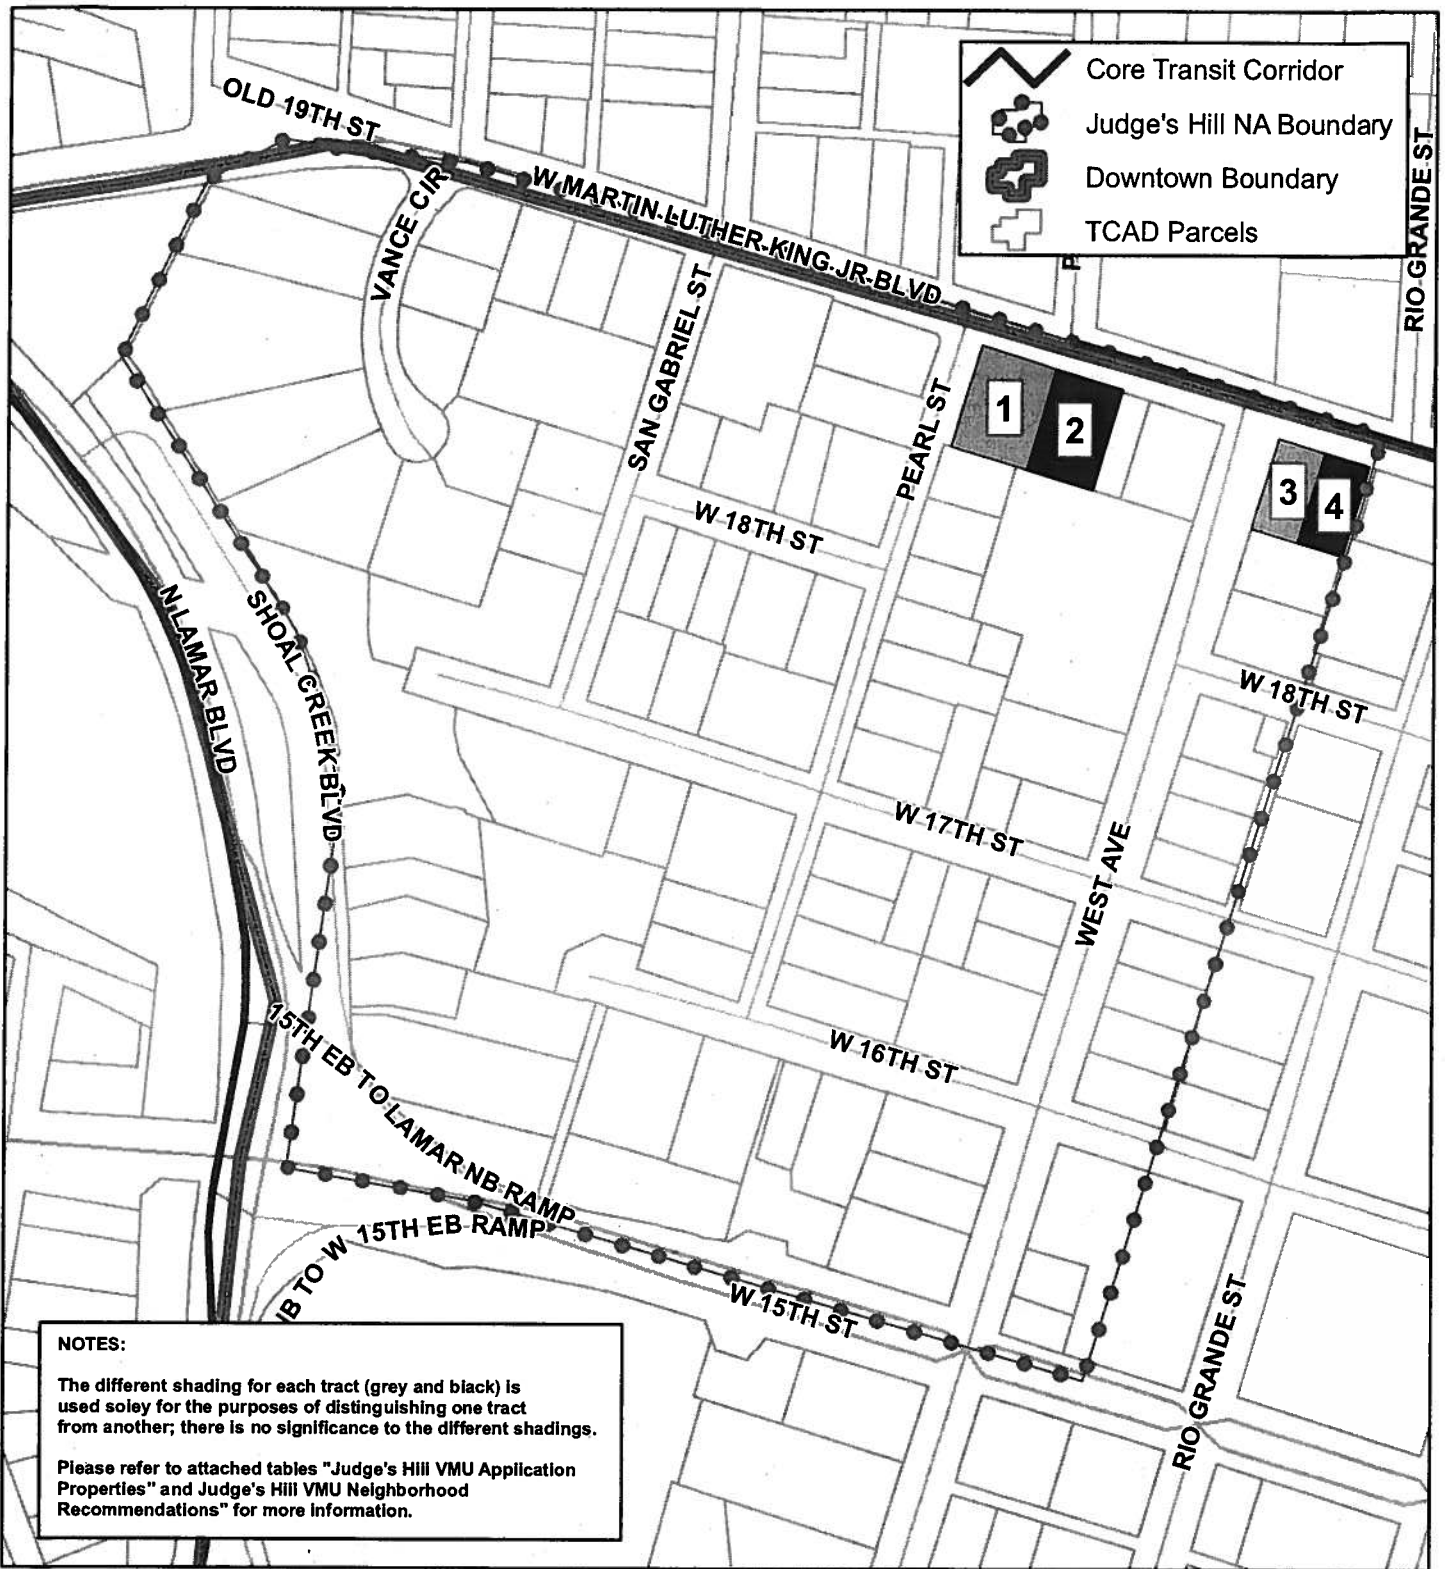 Core Transit Corridor
Judge's Hill NA Boundary
Downtown Boundary
TCAD Parcels
OLD 19TH ST
W MARTIN LUTHER KING JR BLVD
VANCE CIR
RIO GRANDE ST
SAN GABRIEL ST
PEARL ST
1
2
3
4
W 18TH ST
W 18TH ST
N LAMAR BLVD
SHOAL CREEK BLVD
W 17TH ST
WEST AVE
W 16TH ST
15TH EB TO LAMAR NB RAMP
NB TO W 15TH EB RAMP
W 15TH ST
RIO GRANDE ST
NOTES:
The different shading for each tract (grey and black) is
used soley for the purposes of distinguishing one tract
from another; there is no significance to the different shadings.
Please refer to attached tables "Judge's Hill VMU Application
Properties" and Judge's Hill VMU Neighborhood
Recommendations" for more information.